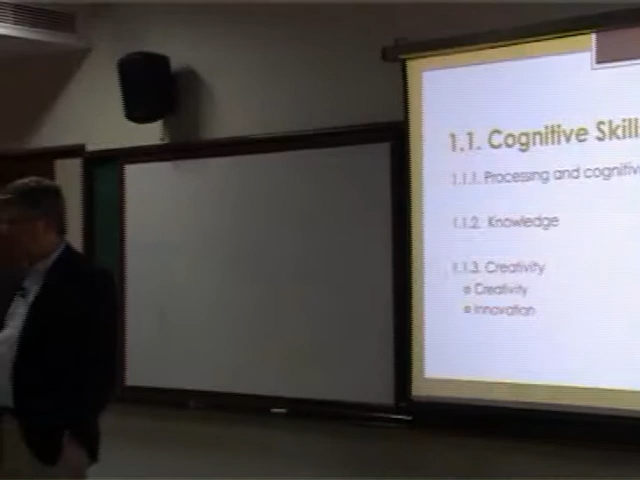 1.1. Cognitive Skill
1.1.1. Processing and cognitive
1.1.2. Knowledge
1.1.3. Creativity
Creativity
Innovation